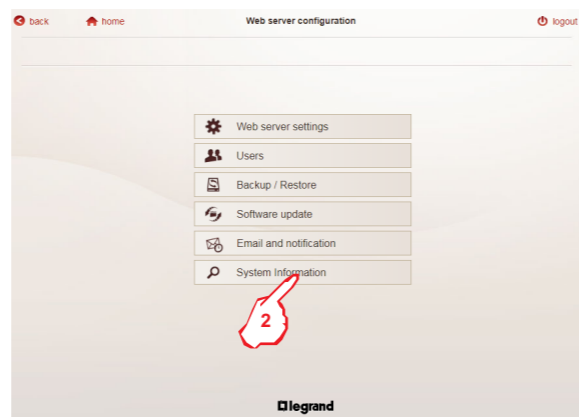 back home Web server configuration logout
Web server settings
Users
Backup / Restore
Software update
Email and notification
System Information
2
legrand